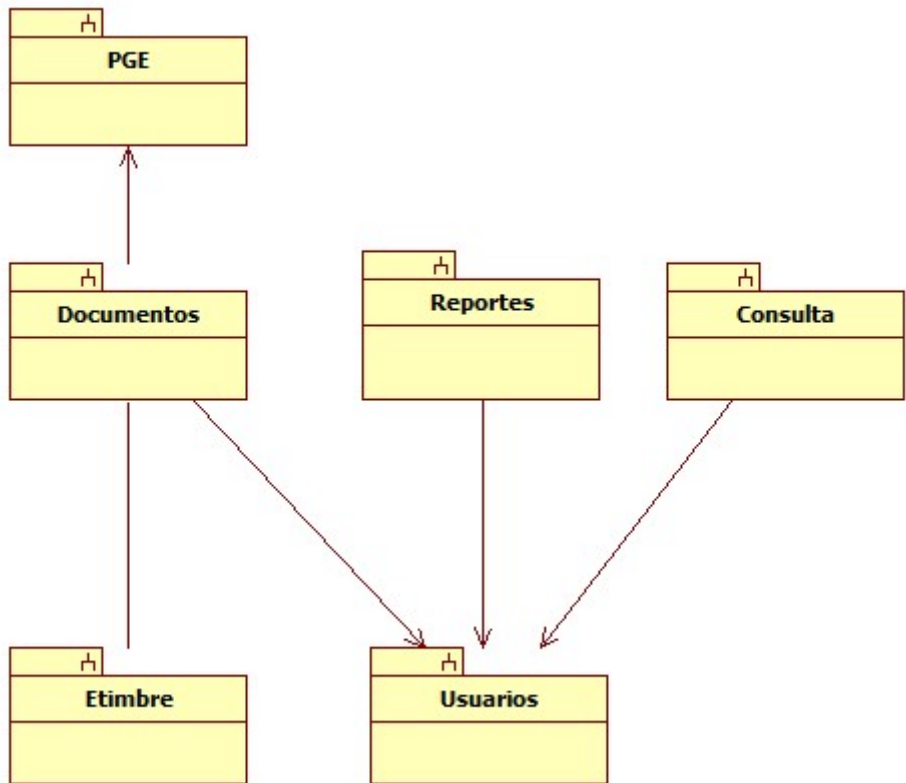 PGE
Documentos
Reportes
Consulta
Etimbre
Usuarios